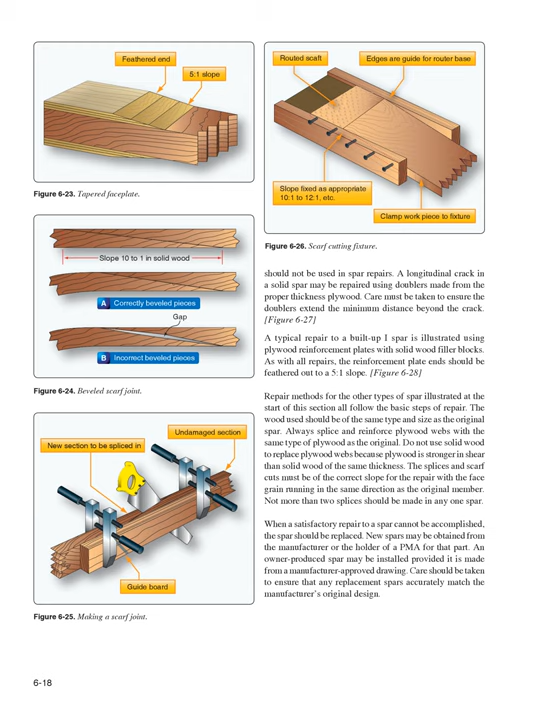 Feathered end
5:1 slope
Figure 6-23. Tapered faceplate.
Slope 10 to 1 in solid wood
A Correctly beveled pieces
Gap
B Incorrect beveled pieces
Figure 6-24. Beveled scarf joint.
Undamaged section
New section to be spliced in
Guide board
Figure 6-25. Making a scarf joint.
Routed scaft
Edges are guide for router base
Slope fixed as appropriate
10:1 to 12:1, etc.
Clamp work piece to fixture
Figure 6-26. Scarf cutting fixture.
should not be used in spar repairs. A longitudinal crack in
a solid spar may be repaired using doublers made from the
proper thickness plywood. Care must be taken to ensure the
doublers extend the minimum distance beyond the crack.
[Figure 6-27]
A typical repair to a built-up I spar is illustrated using
plywood reinforcement plates with solid wood filler blocks.
As with all repairs, the reinforcement plate ends should be
feathered out to a 5:1 slope. [Figure 6-28]
Repair methods for the other types of spar illustrated at the
start of this section all follow the basic steps of repair. The
wood used should be of the same type and size as the original
spar. Always splice and reinforce plywood webs with the
same type of plywood as the original. Do not use solid wood
to replace plywood webs because plywood is stronger in shear
than solid wood of the same thickness. The splices and scarf
cuts must be of the correct slope for the repair with the face
grain running in the same direction as the original member.
Not more than two splices should be made in any one spar.
When a satisfactory repair to a spar cannot be accomplished,
the spar should be replaced. New spars may be obtained from
the manufacturer or the holder of a PMA for that part. An
owner-produced spar may be installed provided it is made
from a manufacturer-approved drawing. Care should be taken
to ensure that any replacement spars accurately match the
manufacturer's original design.
6-18